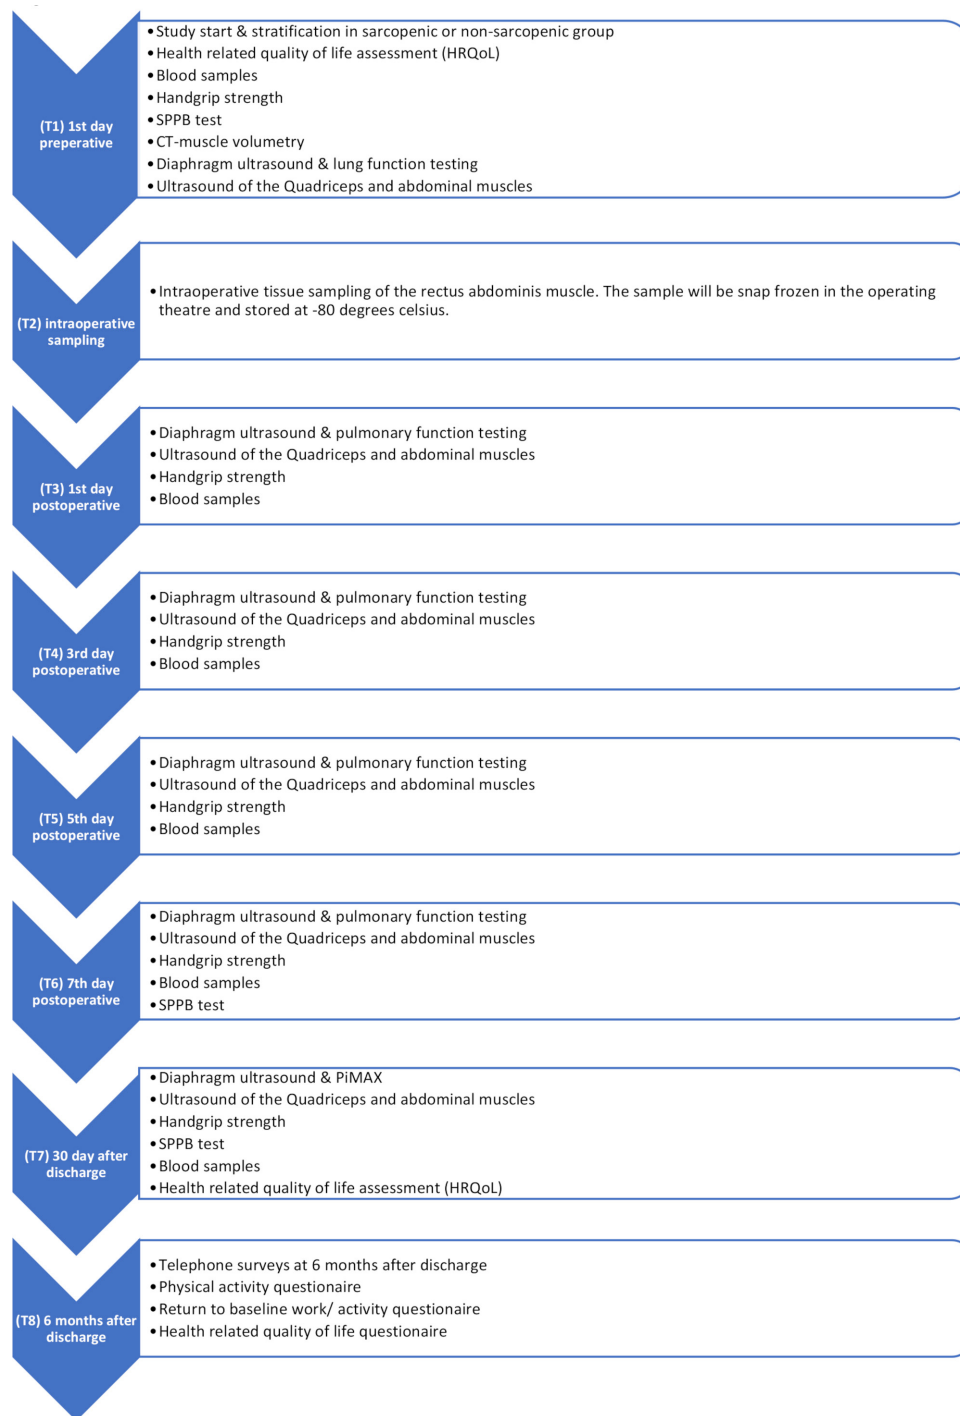 (T1) 1st day
preperative
•Study start & stratification in sarcopenic or non-sarcopenic group
•Health related quality of life assessment (HRQoL)
•Blood samples
•Handgrip strength
•SPPB test
•CT-muscle volumetry
•Diaphragm ultrasound & lung function testing
•Ultrasound of the Quadriceps and abdominal muscles
(T2) intraoperative
sampling
•Intraoperative tissue sampling of the rectus abdominis muscle. The sample will be snap frozen in the operating
theatre and stored at -80 degrees celsius.
(T3) 1st day
postoperative
•Diaphragm ultrasound & pulmonary function testing
•Ultrasound of the Quadriceps and abdominal muscles
•Handgrip strength
•Blood samples
(T4) 3rd day
postoperative
•Diaphragm ultrasound & pulmonary function testing
•Ultrasound of the Quadriceps and abdominal muscles
•Handgrip strength
•Blood samples
(T5) 5th day
postoperative
•Diaphragm ultrasound & pulmonary function testing
•Ultrasound of the Quadriceps and abdominal muscles
•Handgrip strength
•Blood samples
(T6) 7th day
postoperative
•Diaphragm ultrasound & pulmonary function testing
•Ultrasound of the Quadriceps and abdominal muscles
•Handgrip strength
•Blood samples
•SPPB test
(T7) 30 day after
discharge
•Diaphragm ultrasound & PiMAX
•Ultrasound of the Quadriceps and abdominal muscles
•Handgrip strength
•SPPB test
•Blood samples
•Health related quality of life assessment (HRQoL)
(T8) 6 months after
discharge
•Telephone surveys at 6 months after discharge
•Physical activity questionaire
•Return to baseline work/ activity questionaire
•Health related quality of life questionaire